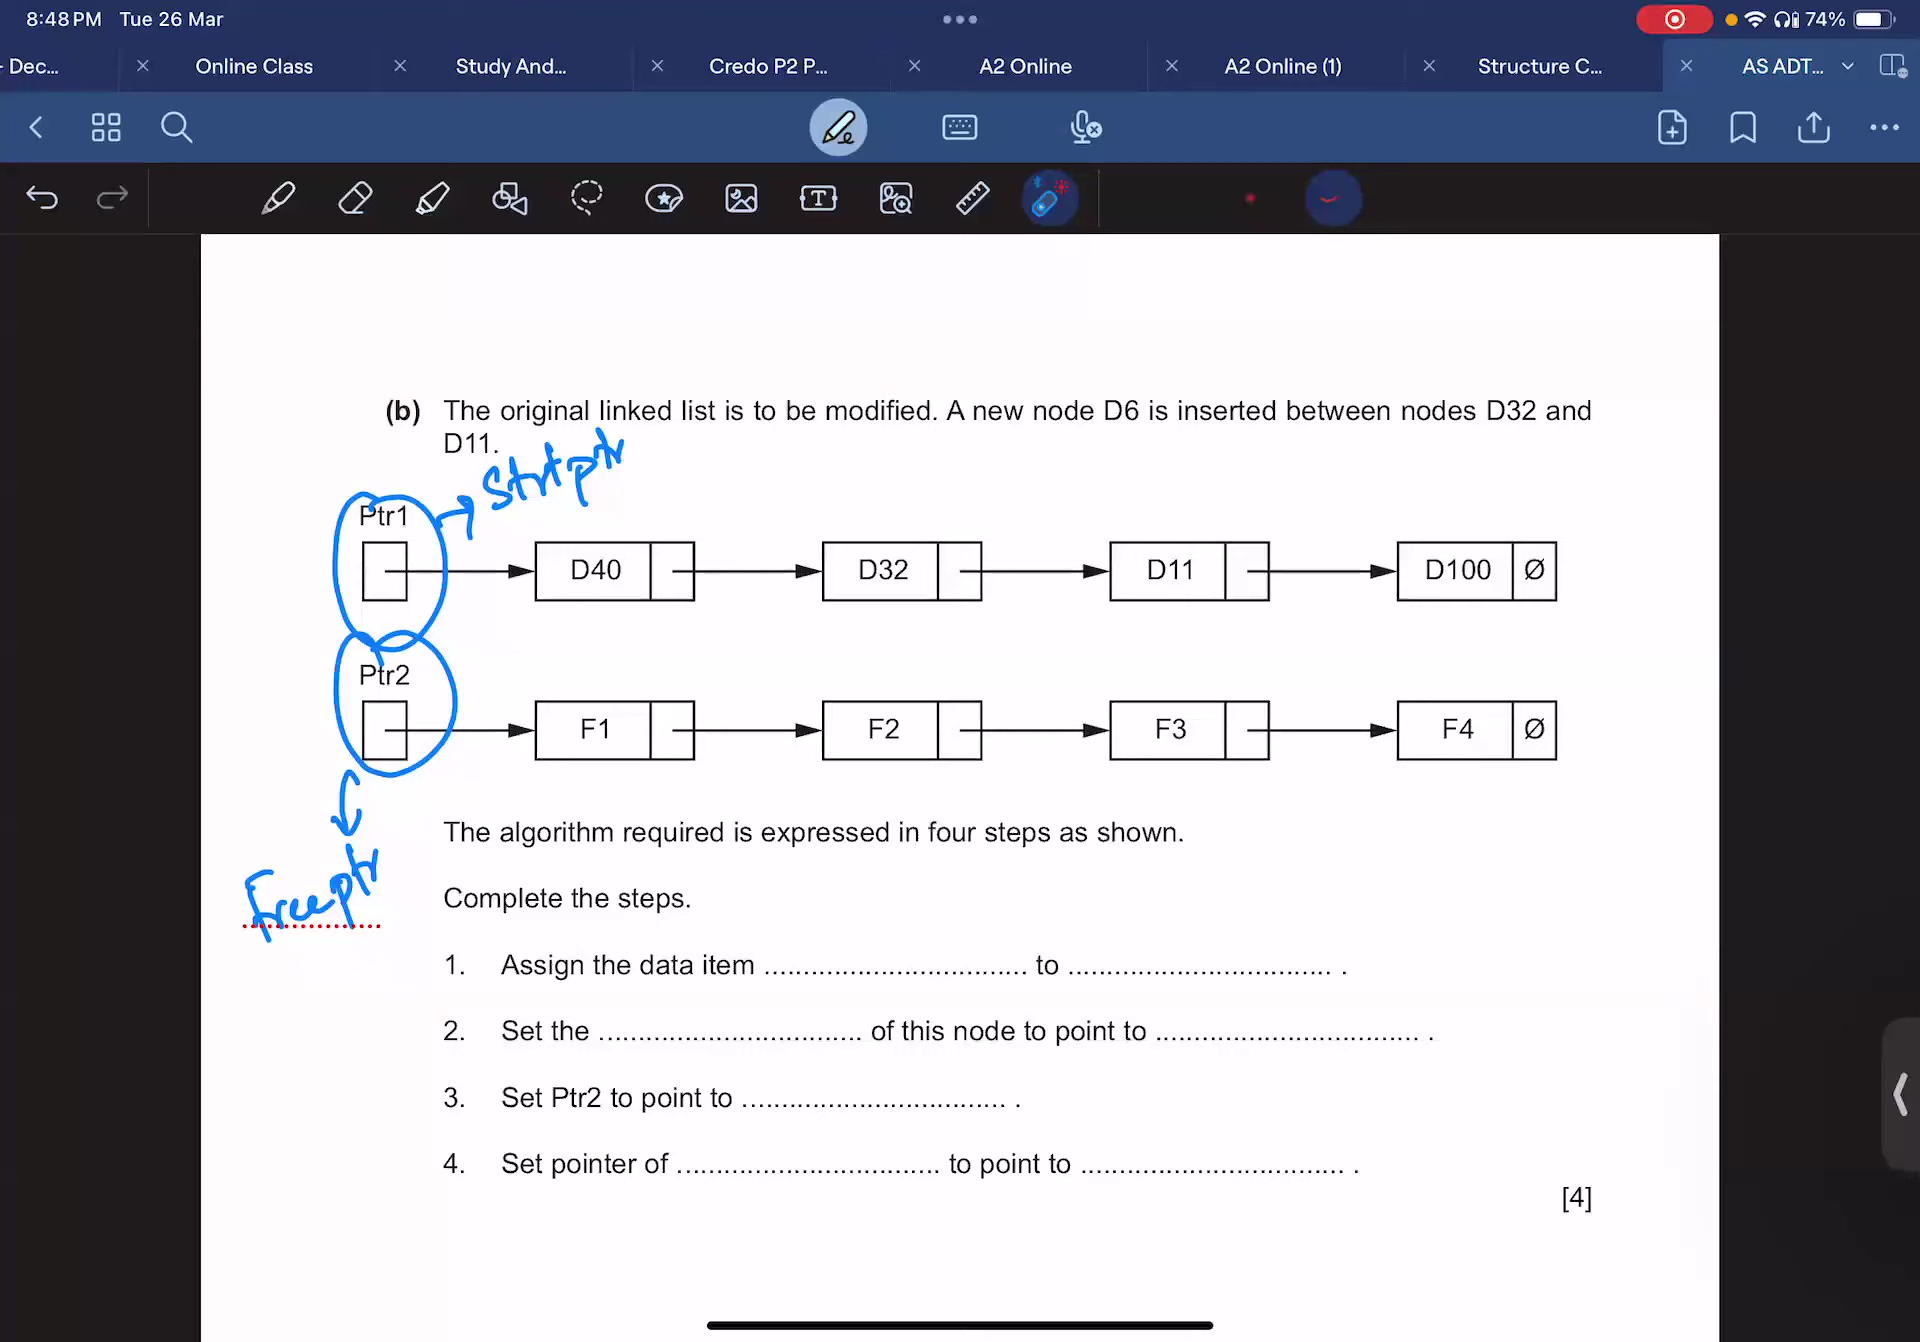 8:48 PM Tue 26 Mar
74%
Dec...
Online Class
Study And...
Credo P2 P...
A2 Online
A2 Online (1)
Structure C...
AS ADT...
(b) The original linked list is to be modified. A new node D6 is inserted between nodes D32 and
D11.
Strtptr
Ptr1
D40 D32 D11 D100 Ø
Ptr2
F1 F2 F3 F4 Ø
The algorithm required is expressed in four steps as shown.
Freeptr
Complete the steps.
1. Assign the data item ................................. to ................................. .
2. Set the ................................. of this node to point to ................................. .
3. Set Ptr2 to point to ................................. .
4. Set pointer of ................................. to point to ................................. .
[4]